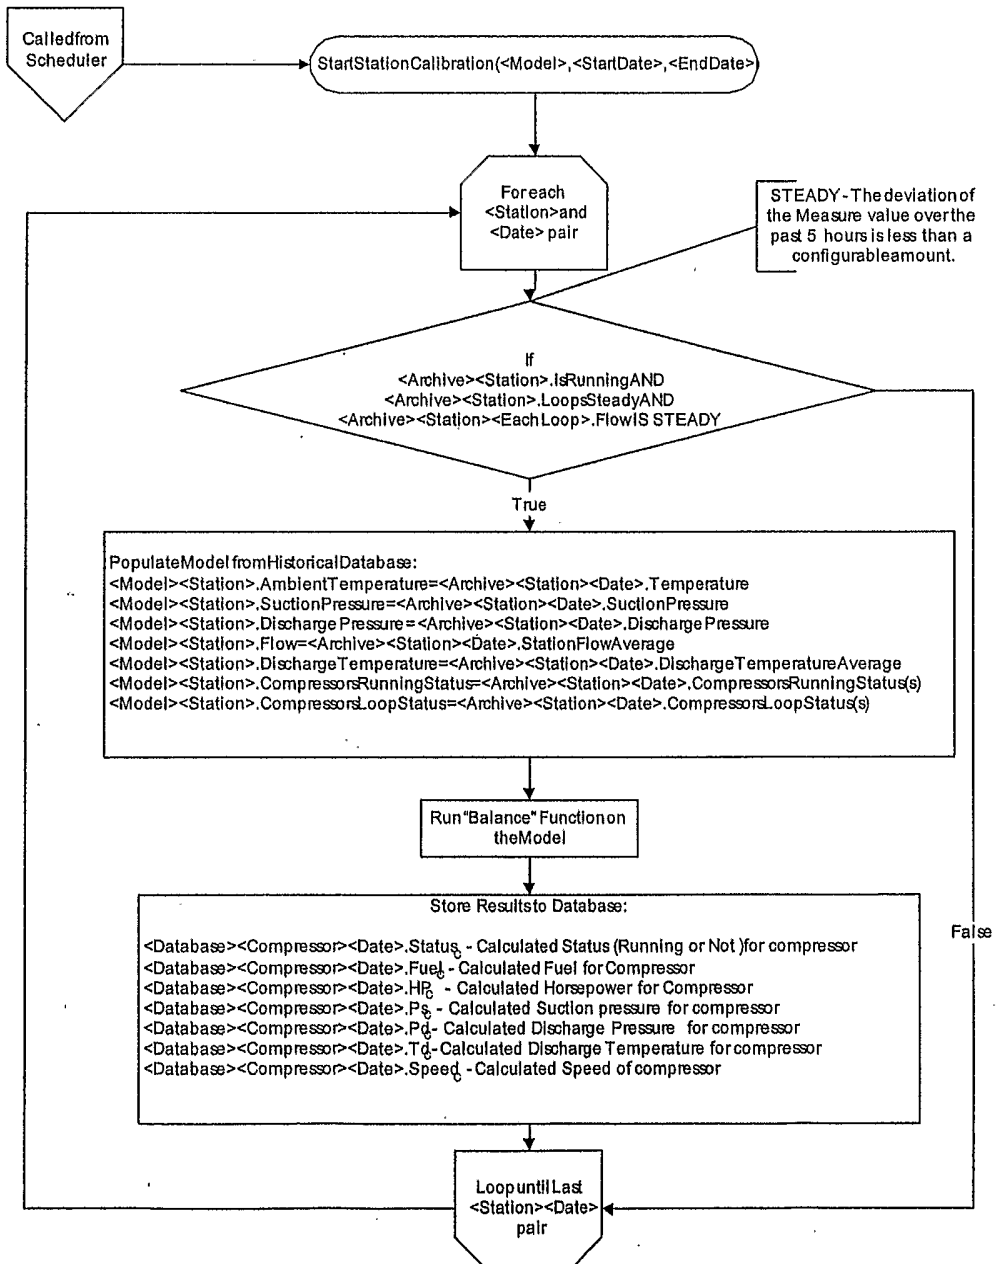 Called from
Scheduler
StartStationCalibration(<Model>,<StartDate>,<EndDate>)
For each
<Station> and
<Date> pair
STEADY - The deviation of
the Measure value over the
past 5 hours is less than a
configurable amount.
If
<Archive><Station>.IsRunning AND
<Archive><Station>.LoopsSteady AND
<Archive><Station><Each Loop>.Flow IS STEADY
True
Populate Model from Historical Database:
<Model><Station>.AmbientTemperature=<Archive><Station><Date>.Temperature
<Model><Station>.SuctionPressure=<Archive><Station><Date>.SuctionPressure
<Model><Station>.Discharge Pressure=<Archive><Station><Date>.Discharge Pressure
<Model><Station>.Flow=<Archive><Station><Date>.StationFlowAverage
<Model><Station>.DischargeTemperature=<Archive><Station><Date>.DischargeTemperatureAverage
<Model><Station>.CompressorsRunningStatus=<Archive><Station><Date>.CompressorsRunningStatus(s)
<Model><Station>.CompressorsLoopStatus=<Archive><Station><Date>.CompressorsLoopStatus(s)
Run "Balance" Function on
the Model
Store Results to Database:
<Database><Compressor><Date>.Statusc - Calculated Status (Running or Not) for compressor
<Database><Compressor><Date>.Fuelc - Calculated Fuel for Compressor
<Database><Compressor><Date>.HPc - Calculated Horsepower for Compressor
<Database><Compressor><Date>.Psc - Calculated Suction pressure for compressor
<Database><Compressor><Date>.Pdc - Calculated Discharge Pressure for compressor
<Database><Compressor><Date>.Tdc - Calculated Discharge Temperature for compressor
<Database><Compressor><Date>.Speedc - Calculated Speed of compressor
False
Loop until Last
<Station><Date>
pair